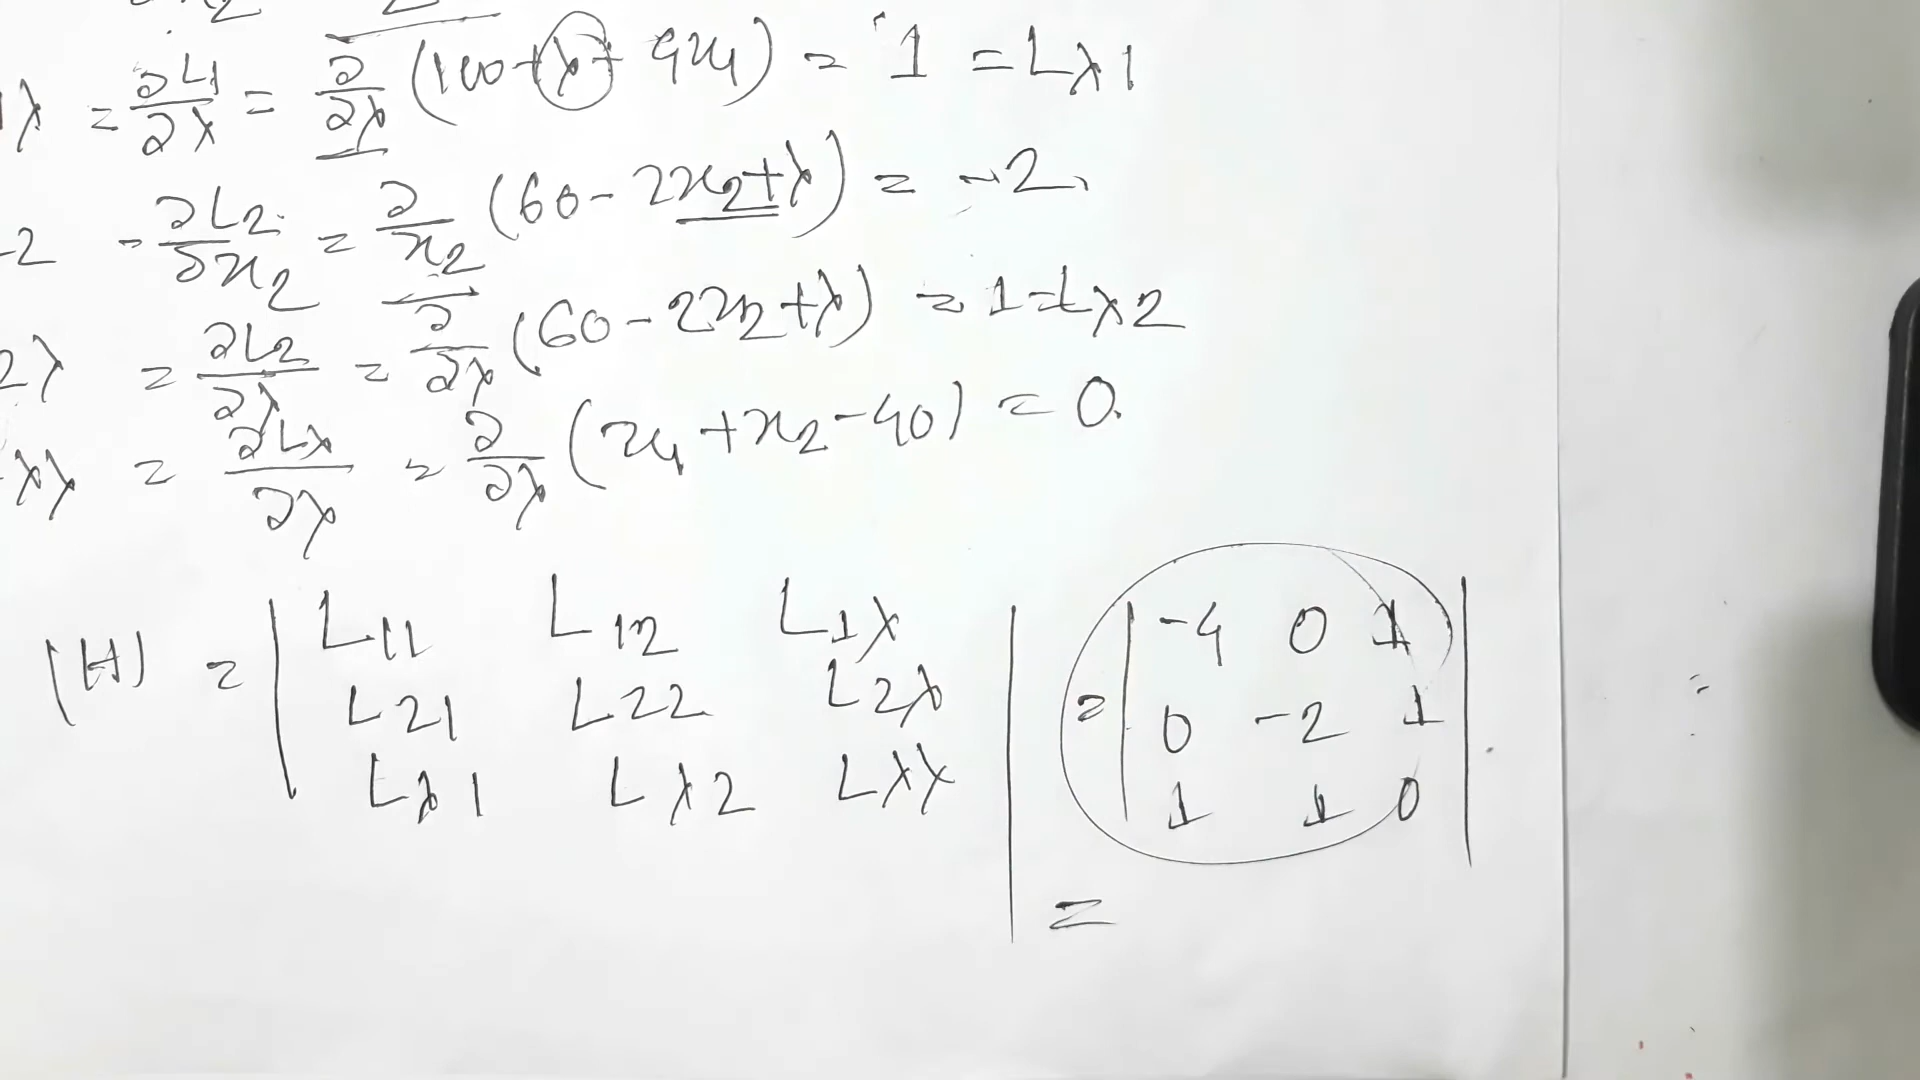 λ = ∂L1/∂λ = ∂/∂λ (100+λ+4x1) = 1 = Lλ1
2 = ∂L2/∂x2 = ∂/x2 (60-2x2+λ) = -2
2λ = ∂L2/∂λ = ∂/∂λ (60-2x2+λ) = 1 = Lλ2
λλ = ∂Lλ/∂λ = ∂/∂λ (x1+x2-40) = 0.
|H| = | L11 L12 L1λ | = | -4 0 1 |
L21 L22 L2λ 0 -2 1
Lλ1 Lλ2 Lλλ 1 1 0
=